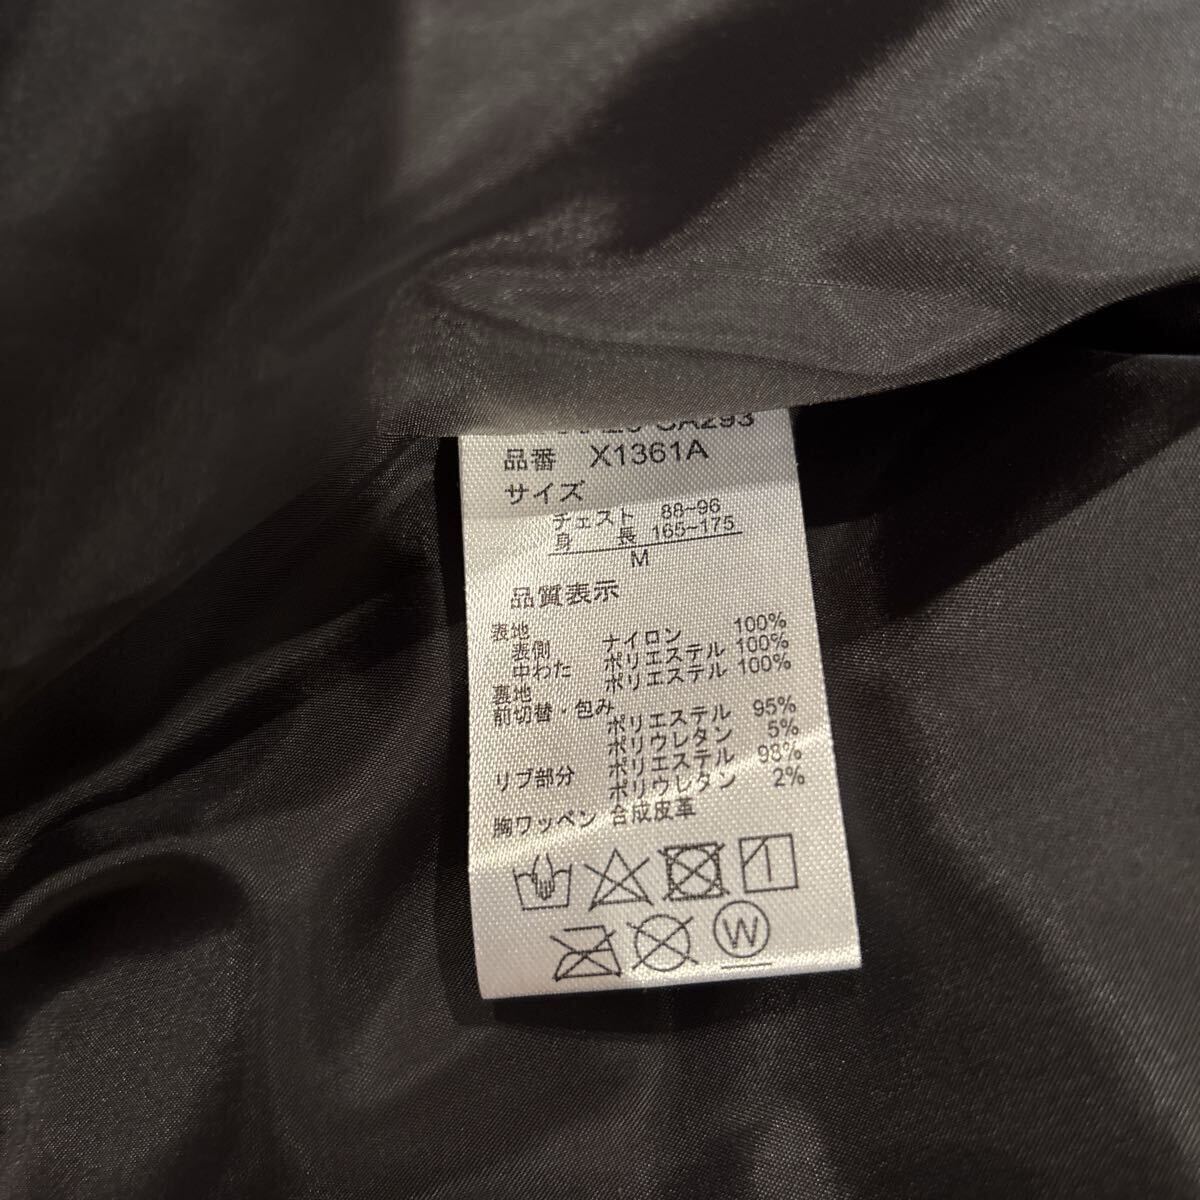 CA293
品番 X1361A
サイズ
チェスト 88~96
身長 165~175
M
品質表示
表地
表側 ナイロン 100%
中わた ポリエステル 100%
裏地 ポリエステル 100%
前切替・包み
ポリエステル 95%
ポリウレタン 5%
リブ部分 ポリエステル 98%
ポリウレタン 2%
胸ワッペン 合成皮革
W